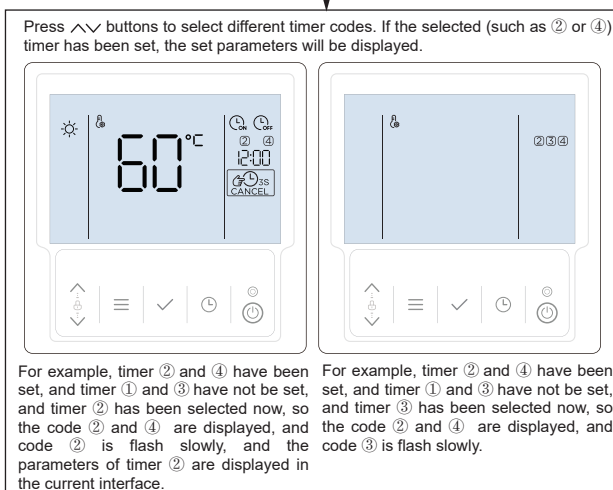 Press ∧∨ buttons to select different timer codes. If the selected (such as ② or ④)
timer has been set, the set parameters will be displayed.
60°C
ON OFF
② ④
12:00
3S
CANCEL
②③④
For example, timer ② and ④ have been
set, and timer ① and ③ have not be set,
and timer ② has been selected now, so
the code ② and ④ are displayed, and
code ② is flash slowly, and the
parameters of timer ② are displayed in
the current interface.
For example, timer ② and ④ have been
set, and timer ① and ③ have not be set,
and timer ③ has been selected now, so
the code ② and ④ are displayed, and
code ③ is flash slowly.